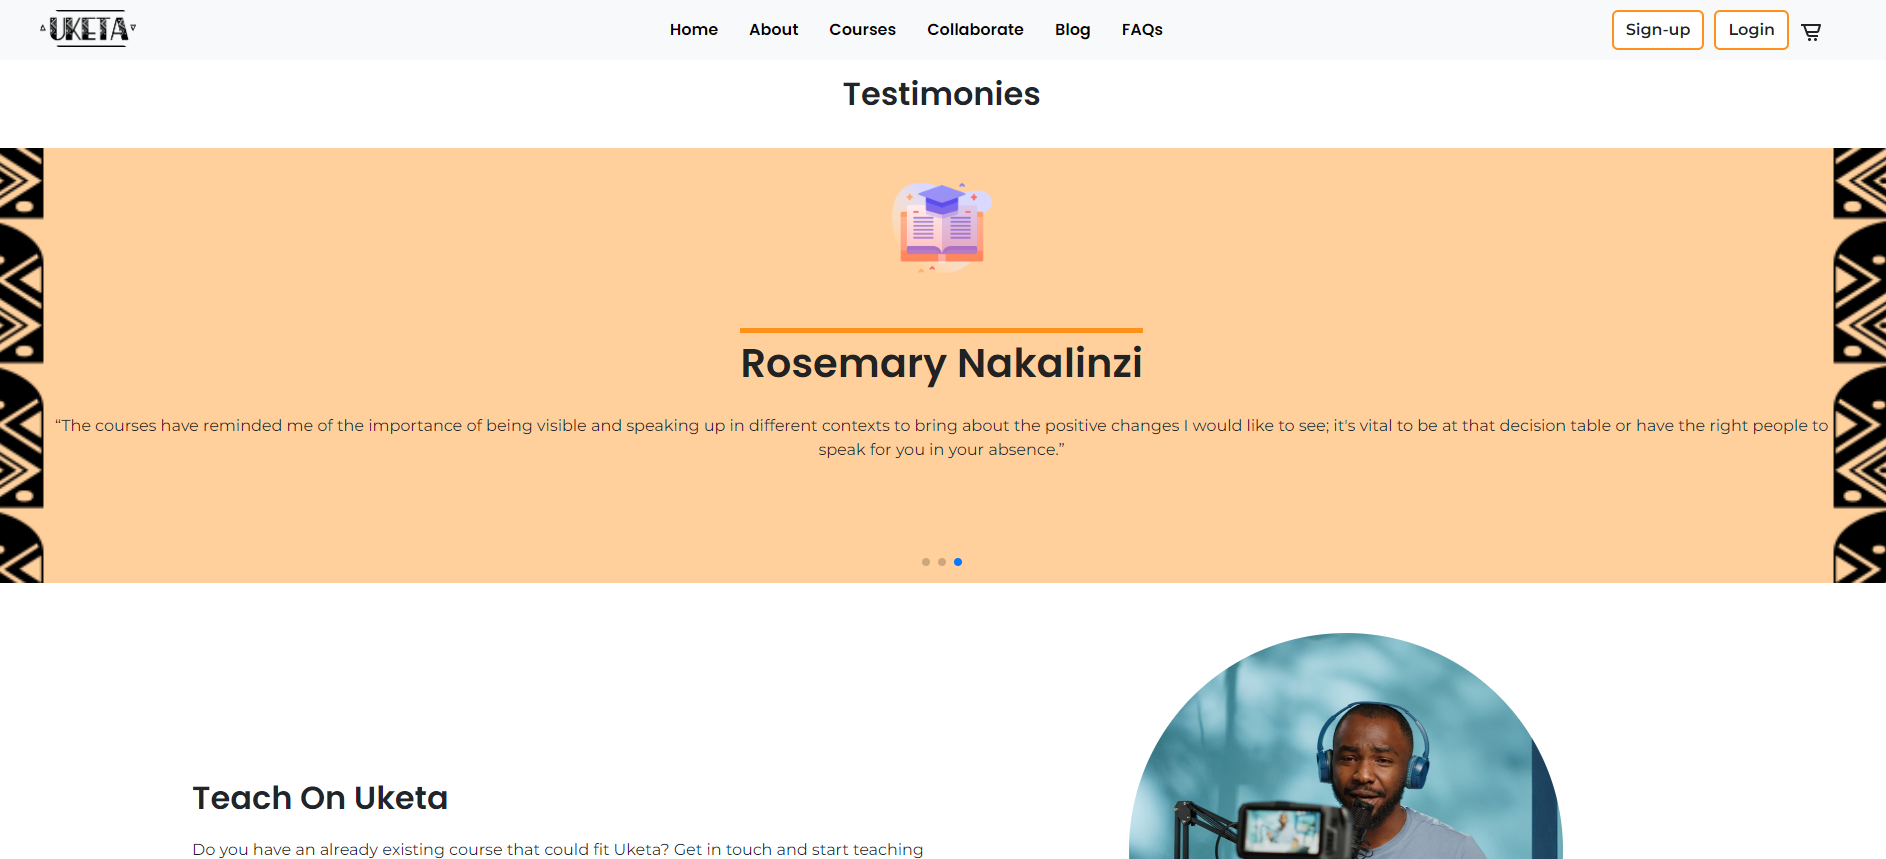 UKETA
Home About Courses Collaborate Blog FAQs
Sign-up Login
Testimonies
Rosemary Nakalinzi
“The courses have reminded me of the importance of being visible and speaking up in different contexts to bring about the positive changes I would like to see; it's vital to be at that decision table or have the right people to
speak for you in your absence.”
Teach On Uketa
Do you have an already existing course that could fit Uketa? Get in touch and start teaching